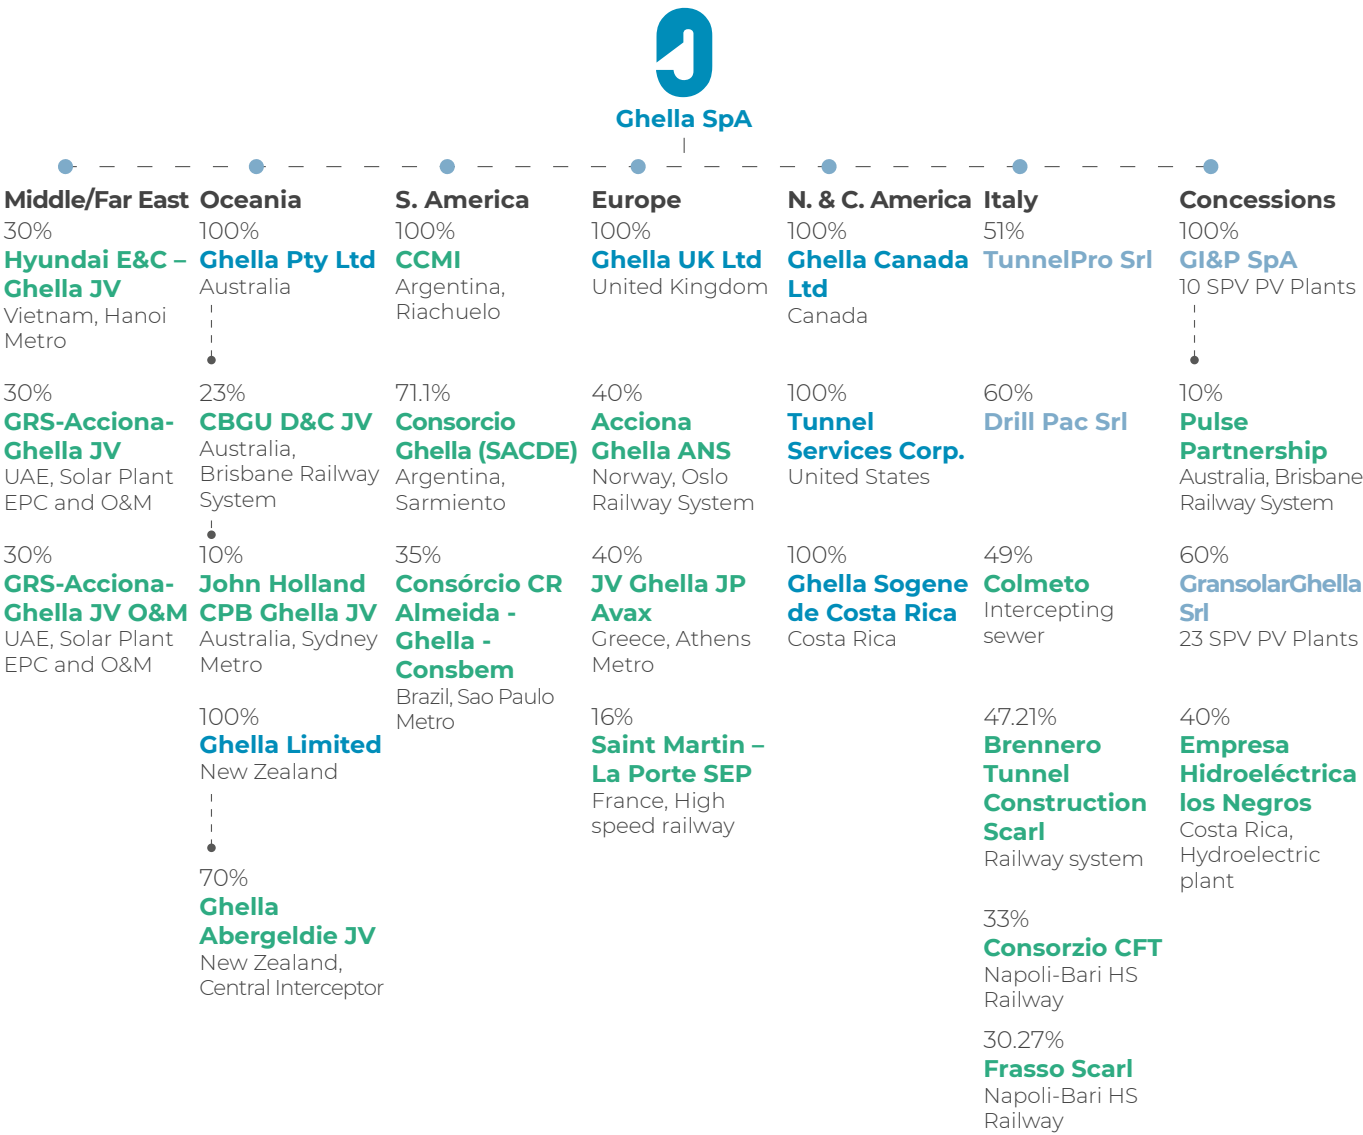 Ghella SpA
Middle/Far East
30%
Hyundai E&C –
Ghella JV
Vietnam, Hanoi
Metro
30%
GRS-Acciona-
Ghella JV
UAE, Solar Plant
EPC and O&M
30%
GRS-Acciona-
Ghella JV O&M
UAE, Solar Plant
EPC and O&M
Oceania
100%
Ghella Pty Ltd
Australia
23%
CBGU D&C JV
Australia,
Brisbane Railway
System
10%
John Holland
CPB Ghella JV
Australia, Sydney
Metro
100%
Ghella Limited
New Zealand
70%
Ghella
Abergeldie JV
New Zealand,
Central Interceptor
S. America
100%
CCMI
Argentina,
Riachuelo
71.1%
Consorcio
Ghella (SACDE)
Argentina,
Sarmiento
35%
Consórcio CR
Almeida -
Ghella -
Consbem
Brazil, Sao Paulo
Metro
Europe
100%
Ghella UK Ltd
United Kingdom
40%
Acciona
Ghella ANS
Norway, Oslo
Railway System
40%
JV Ghella JP
Avax
Greece, Athens
Metro
16%
Saint Martin –
La Porte SEP
France, High
speed railway
N. & C. America
100%
Ghella Canada
Ltd
Canada
100%
Tunnel
Services Corp.
United States
100%
Ghella Sogene
de Costa Rica
Costa Rica
Italy
51%
TunnelPro Srl
60%
Drill Pac Srl
49%
Colmeto
Intercepting
sewer
47.21%
Brennero
Tunnel
Construction
Scarl
Railway system
33%
Consorzio CFT
Napoli-Bari HS
Railway
30.27%
Frasso Scarl
Napoli-Bari HS
Railway
Concessions
100%
GI&P SpA
10 SPV PV Plants
10%
Pulse
Partnership
Australia, Brisbane
Railway System
60%
GransolarGhella
Srl
23 SPV PV Plants
40%
Empresa
Hidroeléctrica
los Negros
Costa Rica,
Hydroelectric
plant